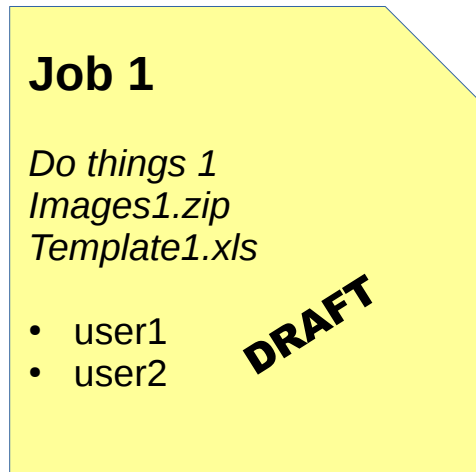 Job 1
Do things 1
Images1.zip
Template1.xls
• user1
• user2
DRAFT